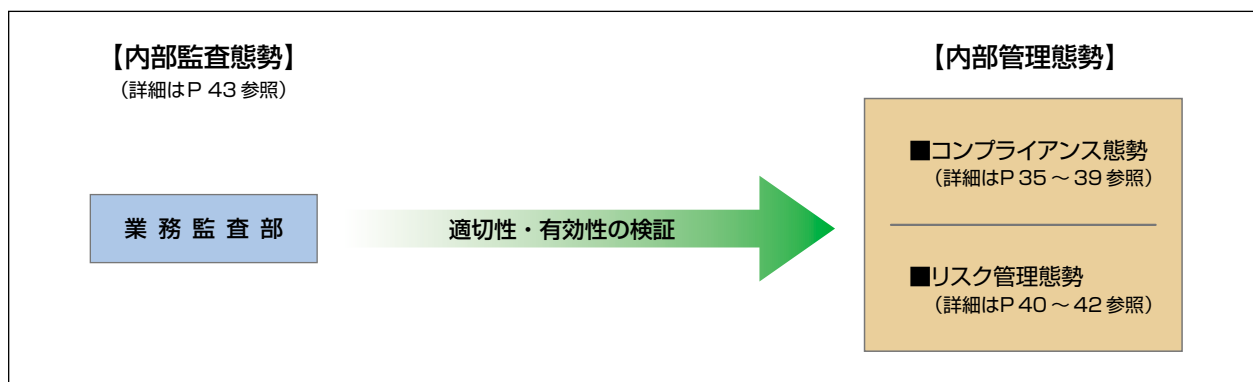 【内部監査態勢】
（詳細はP 43 参照）
業務監査部
適切性・有効性の検証
【内部管理態勢】
■コンプライアンス態勢
（詳細はP 35 ～ 39 参照）
■リスク管理態勢
（詳細はP 40 ～ 42 参照）